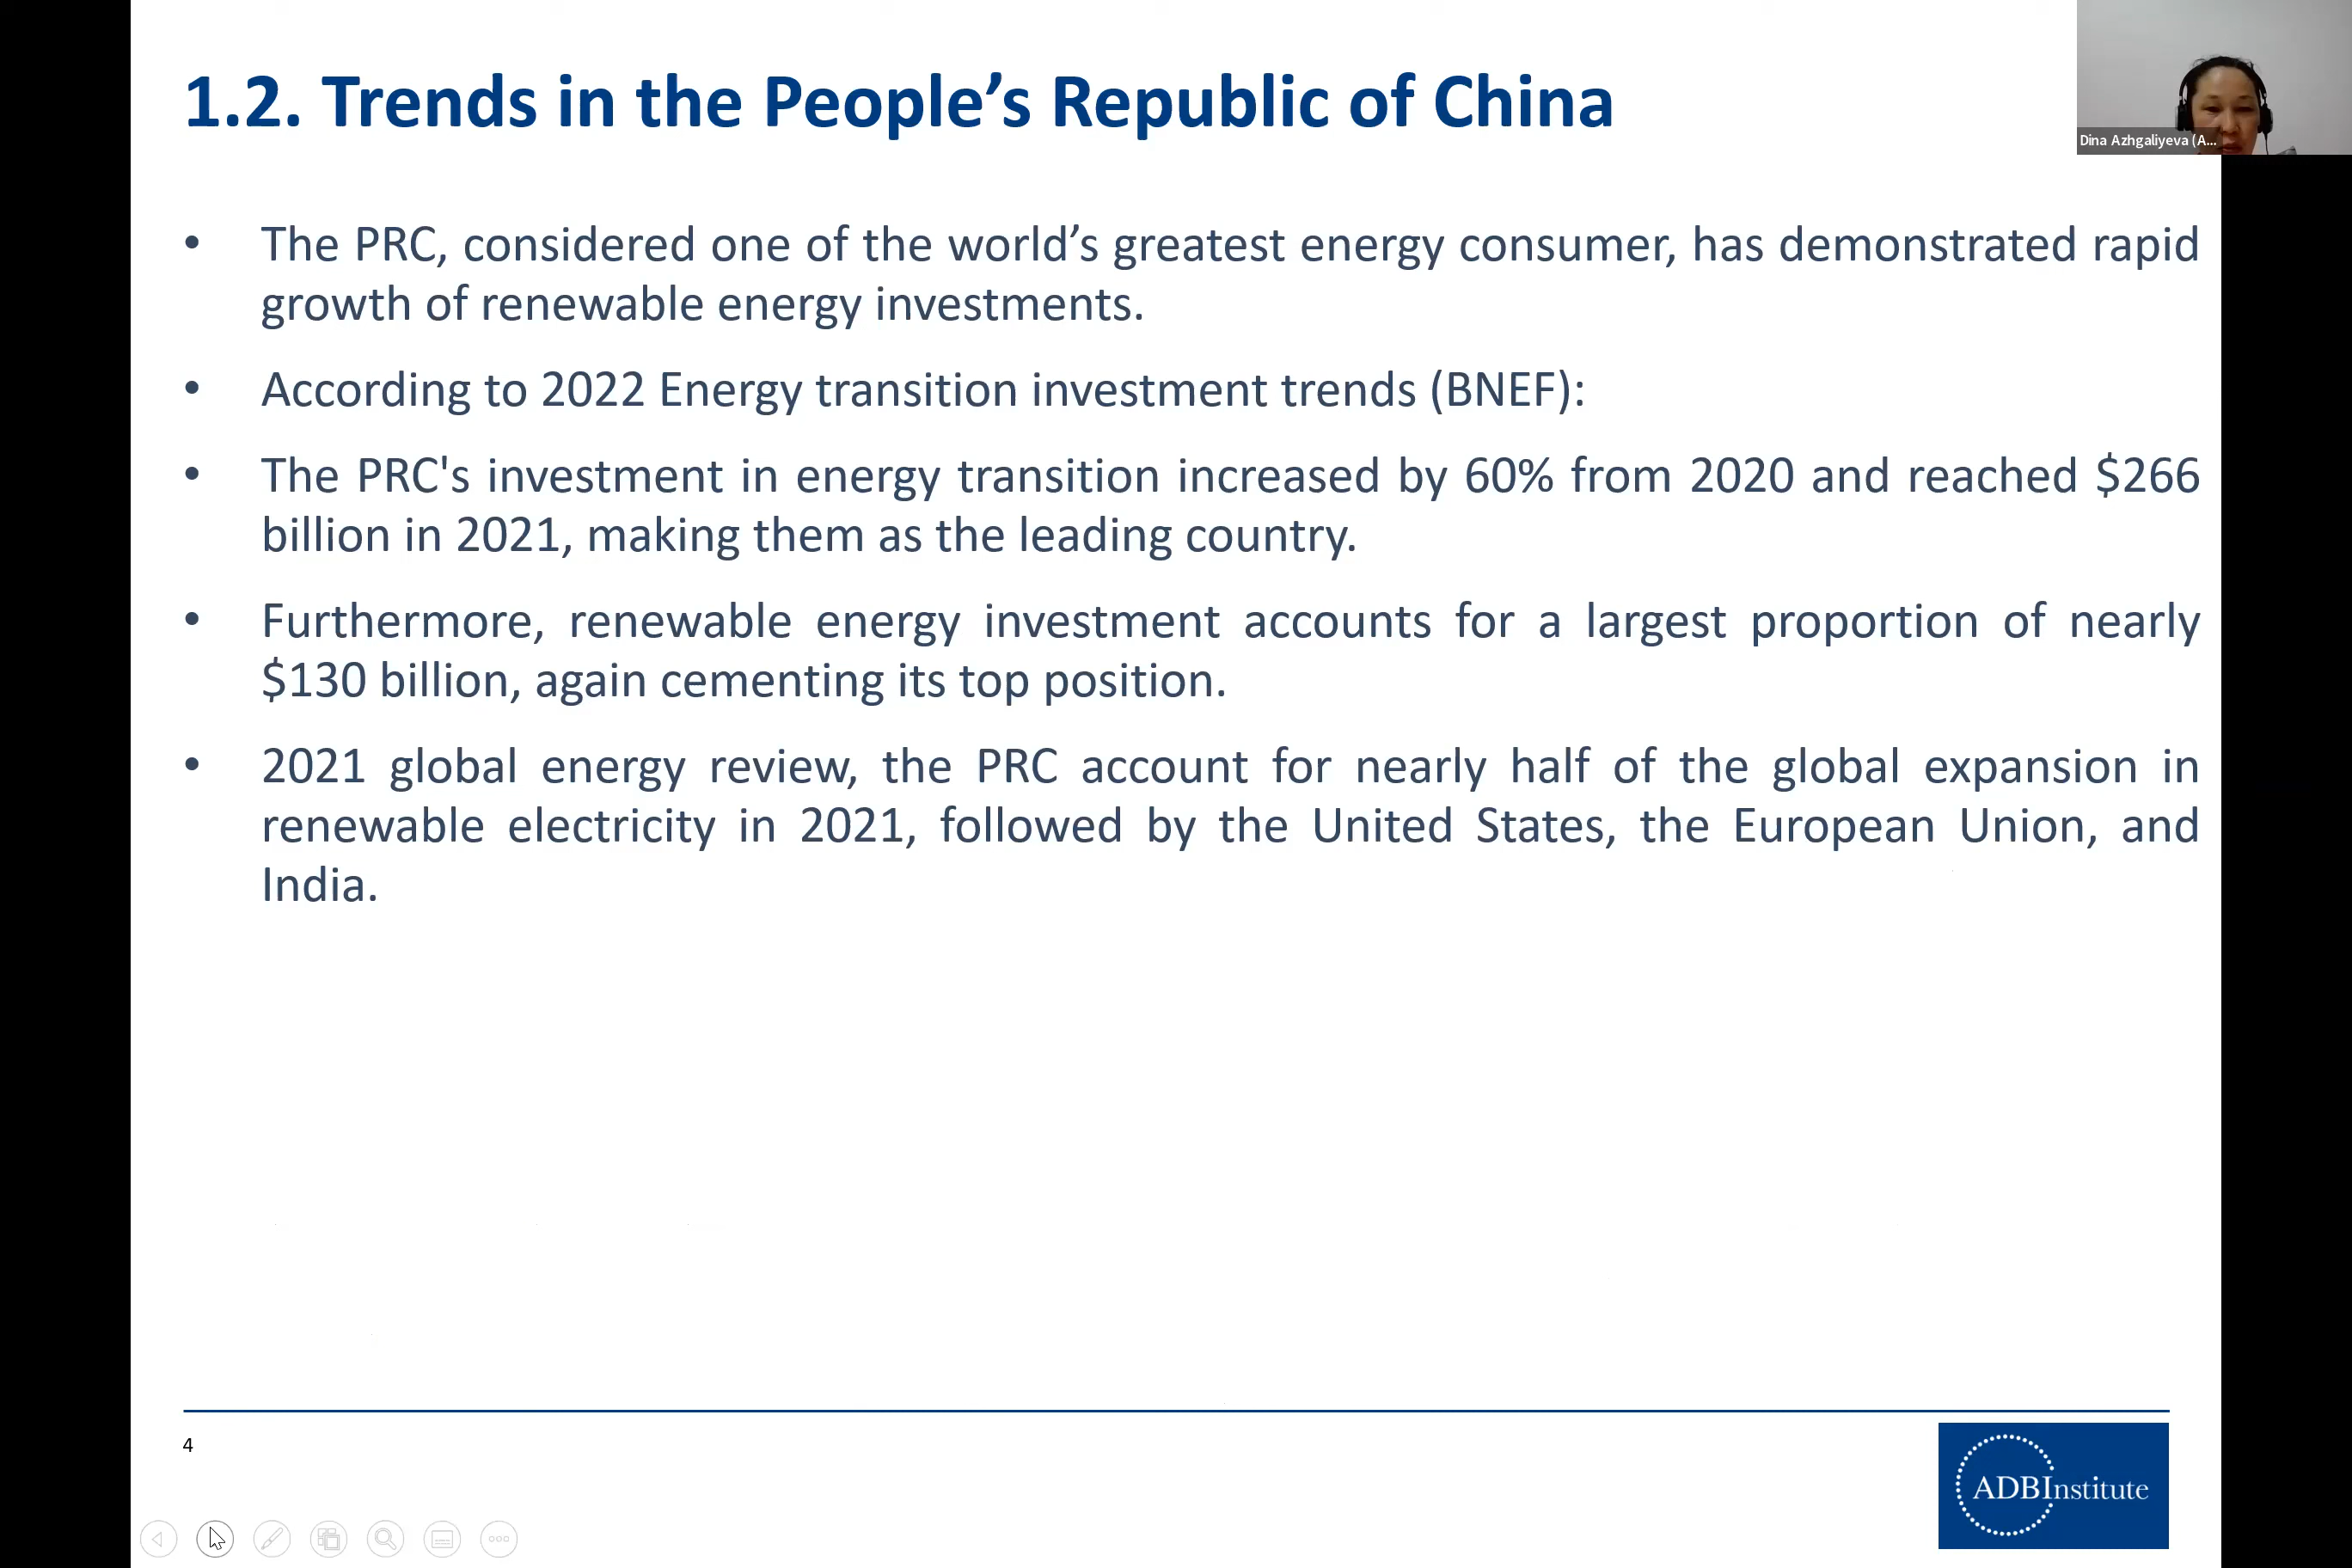 1.2. Trends in the People’s Republic of China
Dina Azhgaliyeva (A...
• The PRC, considered one of the world’s greatest energy consumer, has demonstrated rapid
growth of renewable energy investments.
• According to 2022 Energy transition investment trends (BNEF):
• The PRC's investment in energy transition increased by 60% from 2020 and reached $266
billion in 2021, making them as the leading country.
• Furthermore, renewable energy investment accounts for a largest proportion of nearly
$130 billion, again cementing its top position.
• 2021 global energy review, the PRC account for nearly half of the global expansion in
renewable electricity in 2021, followed by the United States, the European Union, and
India.
4
ADBInstitute